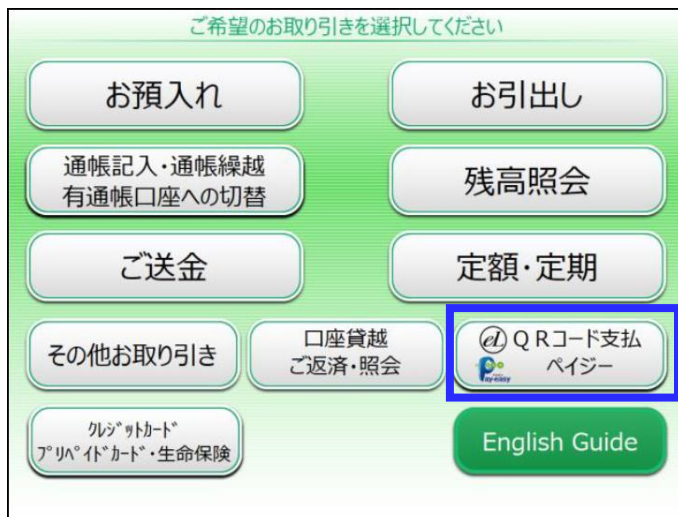 ご希望のお取り引きを選択してください
お預入れ
お引出し
通帳記入・通帳繰越
有通帳口座への切替
残高照会
ご送金
定額・定期
その他お取り引き
口座貸越
ご返済・照会
eL QRコード支払
Pay-easy ペイジー
ｸﾚｼﾞｯﾄｶｰﾄﾞ
ﾌﾟﾘﾍﾟｲﾄﾞｶｰﾄﾞ・生命保険
English Guide